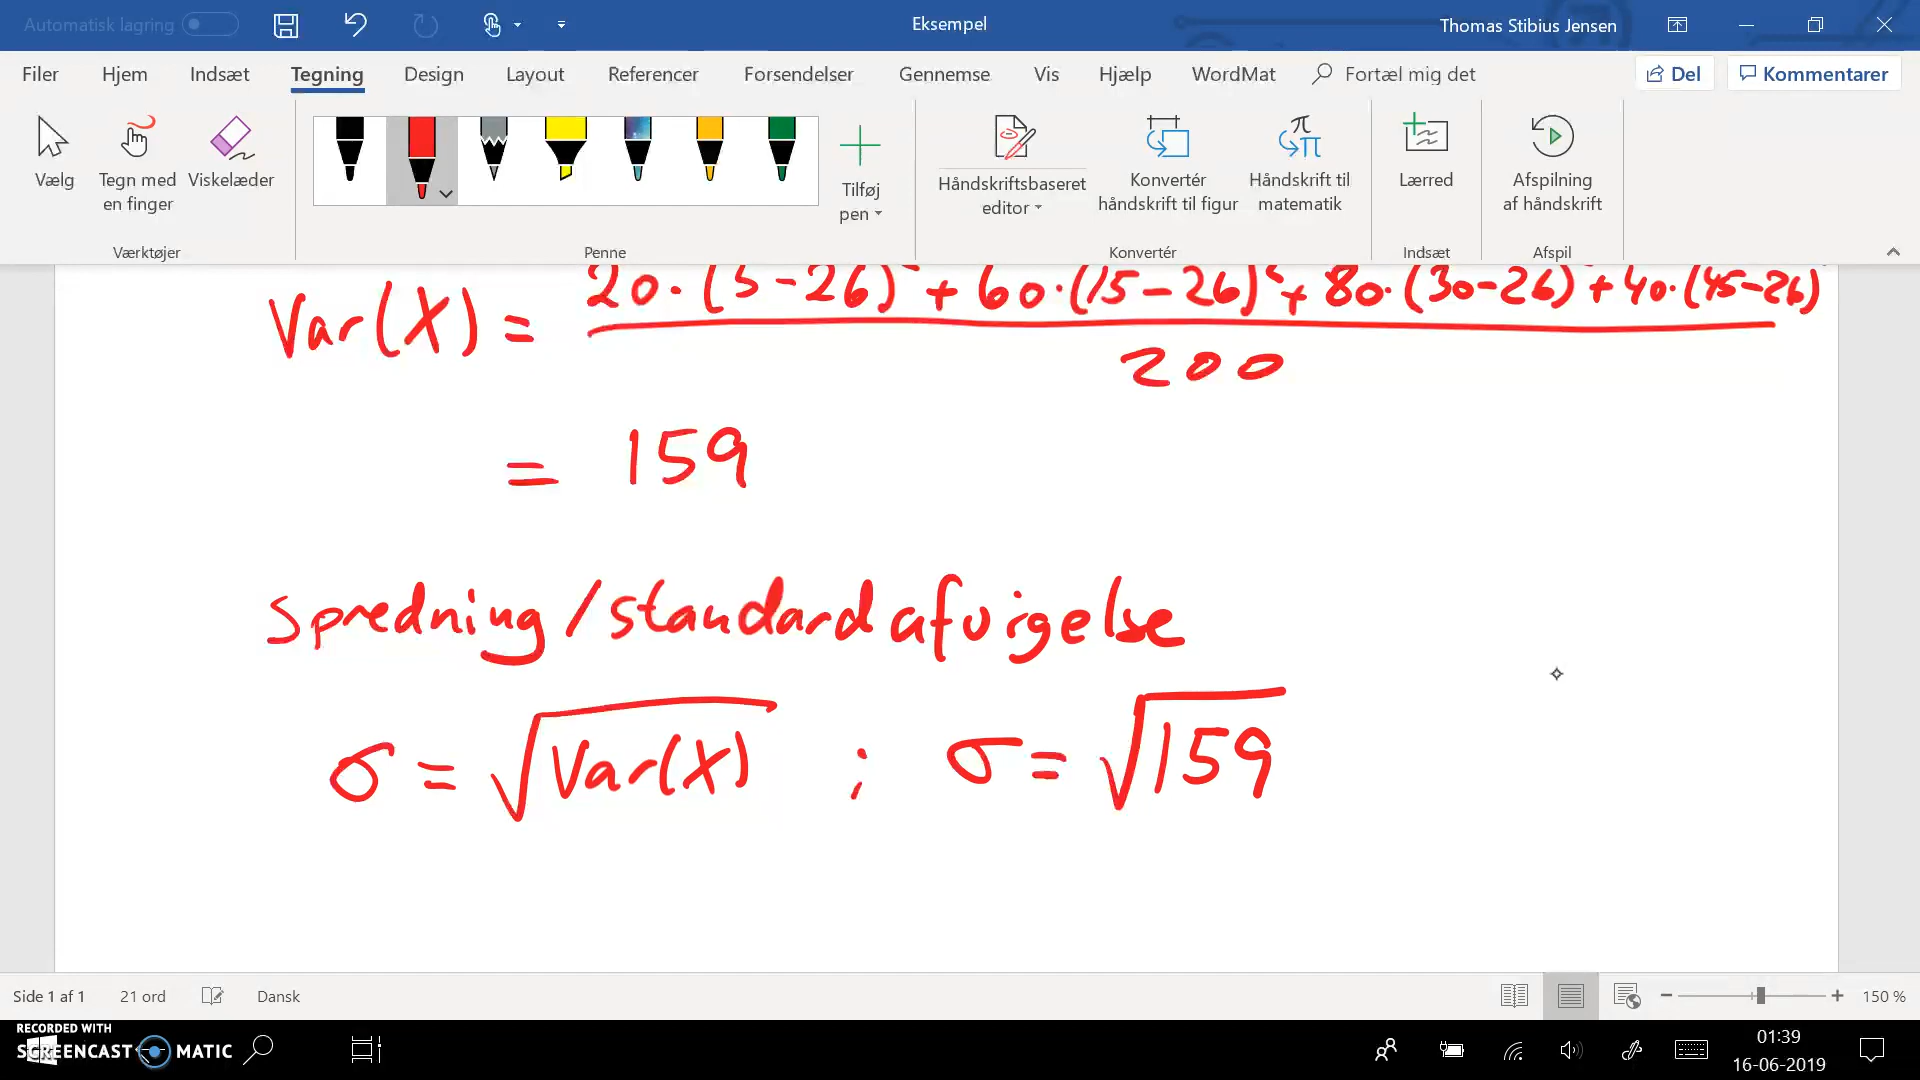 Automatisk lagring Eksempel Thomas Stibius Jensen
Filer Hjem Indsæt Tegning Design Layout Referencer Forsendelser Gennemse Vis Hjælp WordMat Fortæl mig det Del Kommentarer
Vælg Tegn med en finger Viskelæder Tilføj pen Håndskriftsbaseret editor Konvertér håndskrift til figur Håndskrift til matematik Lærred Afspilning af håndskrift
Værktøjer Penne Konvertér Indsæt Afspil
Var(X) = 20·(5-26)² + 60·(15-26)² + 80·(30-26)² + 40·(45-26)²
200
= 159
Spredning/standardafvigelse
σ = √Var(X) ; σ = √159
Side 1 af 1 21 ord Dansk 150 %
RECORDED WITH
SCREENCAST MATIC
01:39
16-06-2019